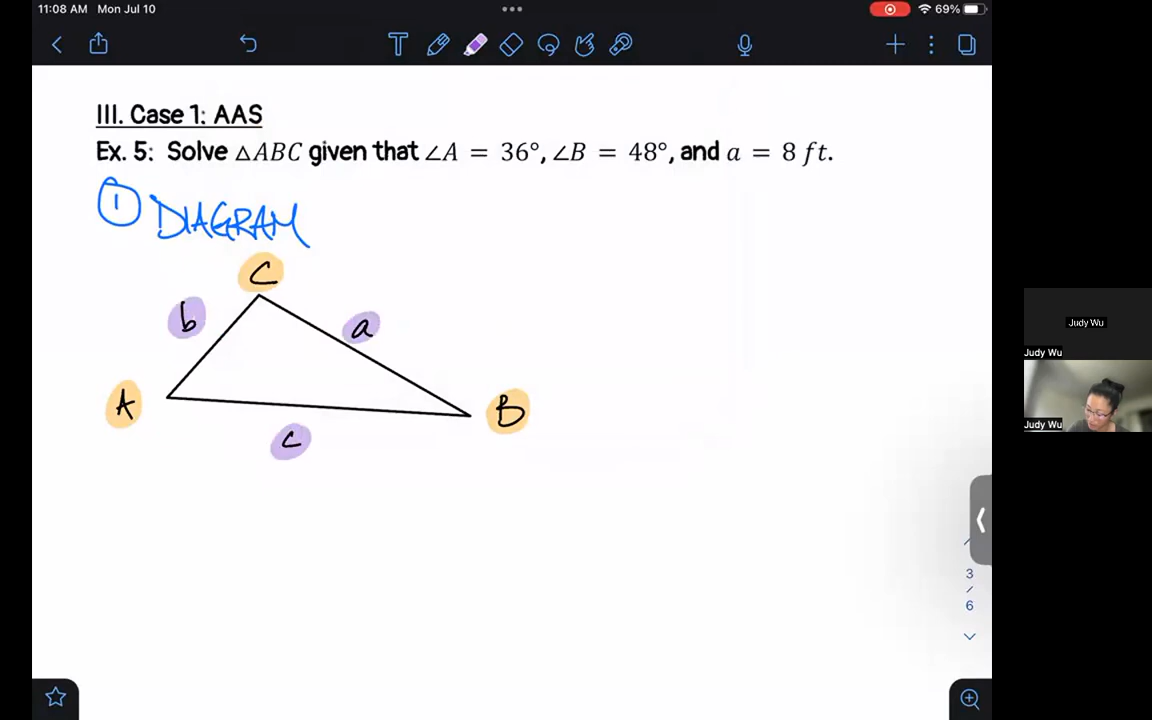 11:08 AM Mon Jul 10
69%
T
III. Case 1: AAS
Ex. 5: Solve △ABC given that ∠A = 36°, ∠B = 48°, and a = 8 ft.
① DIAGRAM
C
b
a
A
B
c
Judy Wu
Judy Wu
Judy Wu
3
/
6